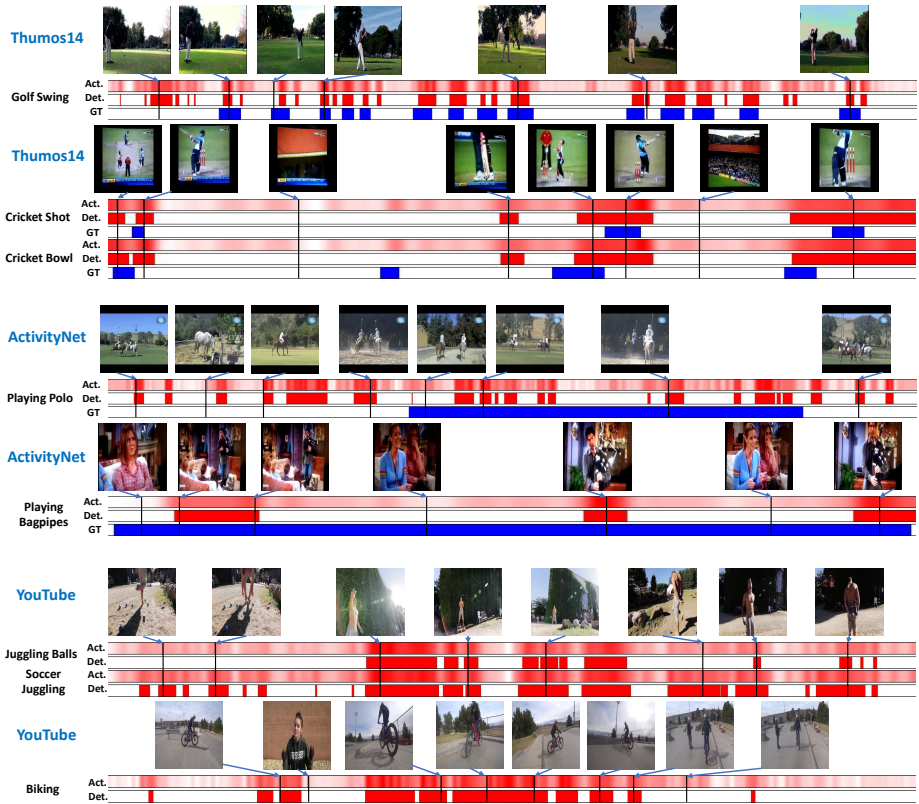 Thumos14
Act.
Golf Swing
Det.
GT
Thumos14
Act.
Cricket Shot
Det.
GT
Act.
Cricket Bowl
Det.
GT
ActivityNet
Act.
Playing Polo
Det.
GT
ActivityNet
Act.
Playing
Bagpipes
Det.
GT
YouTube
Juggling Balls
Act.
Det.
Soccer
Juggling
Act.
Det.
YouTube
Act.
Biking
Det.